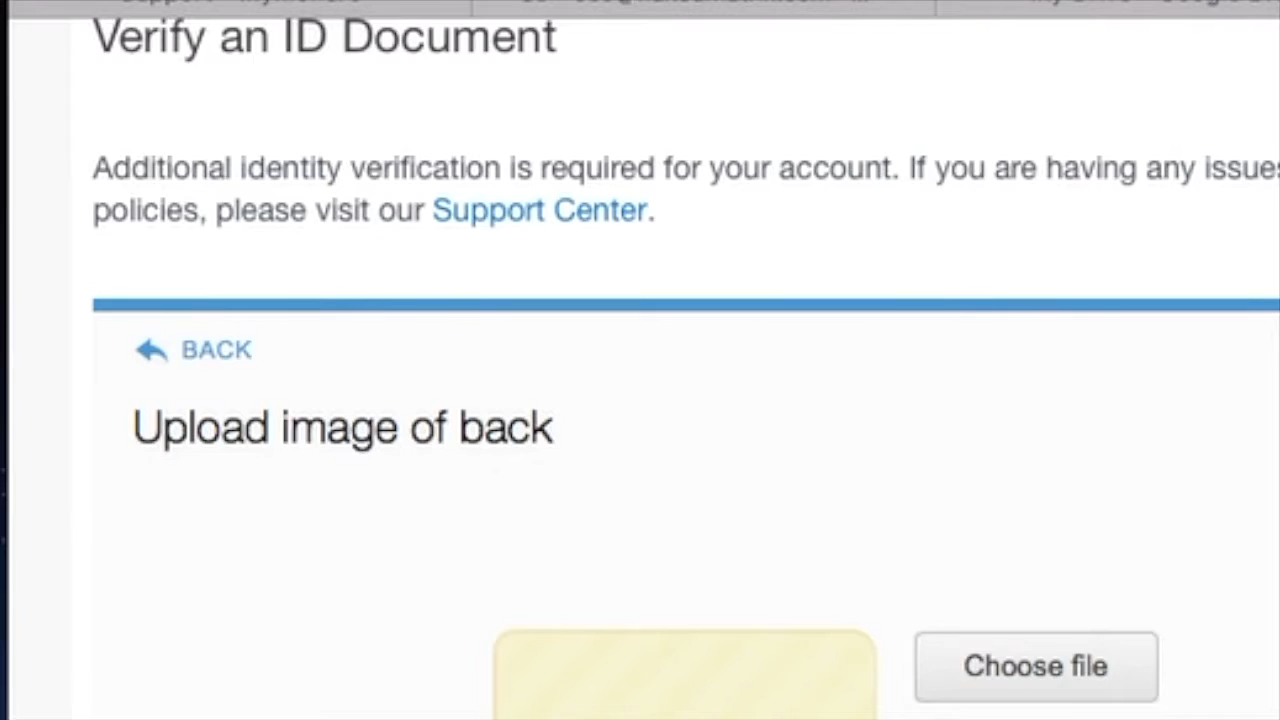 Verify an ID Document
Additional identity verification is required for your account. If you are having any issues
policies, please visit our Support Center.
BACK
Upload image of back
Choose file